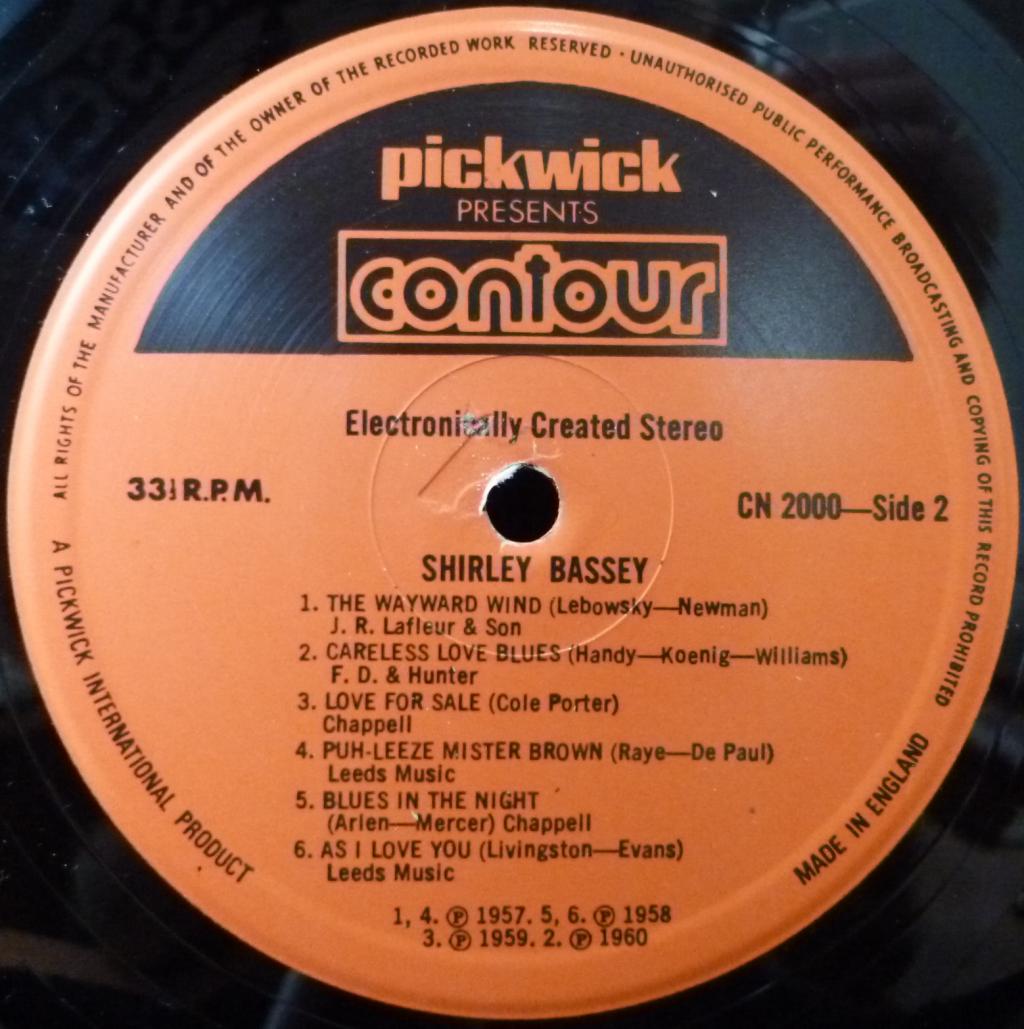 ALL RIGHTS OF THE MANUFACTURER AND OF THE OWNER OF THE RECORDED WORK RESERVED · UNAUTHORISED PUBLIC PERFORMANCE BROADCASTING AND COPYING OF THIS RECORD PROHIBITED
pickwick
PRESENTS
contour
Electronically Created Stereo
33⅓ R.P.M.
CN 2000—Side 2
SHIRLEY BASSEY
1. THE WAYWARD WIND (Lebowsky—Newman)
J. R. Lafleur & Son
2. CARELESS LOVE BLUES (Handy—Koenig—Williams)
F. D. & Hunter
3. LOVE FOR SALE (Cole Porter)
Chappell
4. PUH-LEEZE MISTER BROWN (Raye—De Paul)
Leeds Music
5. BLUES IN THE NIGHT
(Arlen—Mercer) Chappell
6. AS I LOVE YOU (Livingston—Evans)
Leeds Music
1, 4. ℗ 1957. 5, 6. ℗ 1958
3. ℗ 1959. 2. ℗ 1960
A PICKWICK INTERNATIONAL PRODUCT
MADE IN ENGLAND